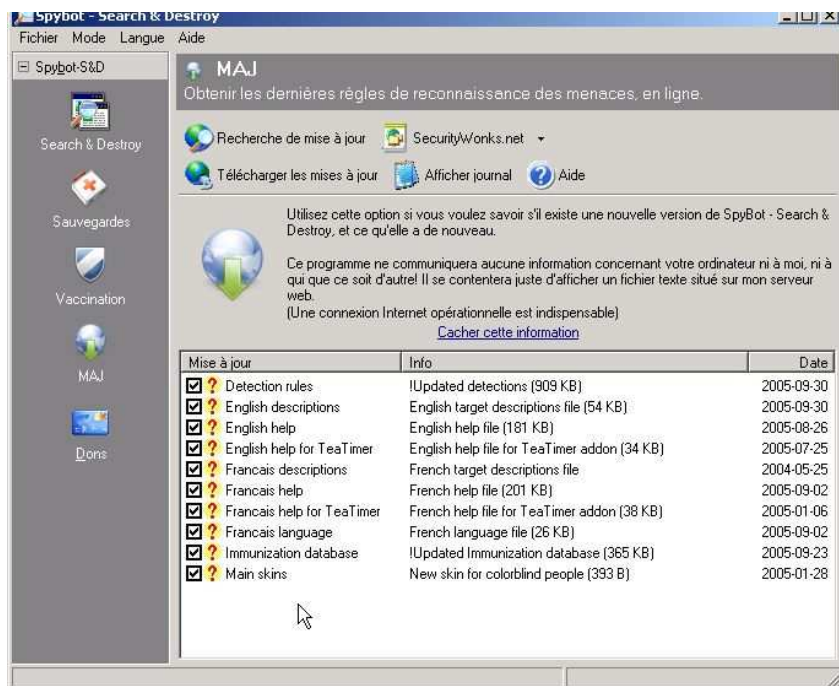 Spybot - Search & Destroy
Fichier Mode Langue Aide
Spybot-S&D
Search & Destroy
Sauvegardes
Vaccination
MAJ
Dons
MAJ
Obtenir les dernières règles de reconnaissance des menaces, en ligne.
Recherche de mise à jour SecurityWonks.net
Télécharger les mises à jour Afficher journal Aide
Utilisez cette option si vous voulez savoir s'il existe une nouvelle version de SpyBot - Search &
Destroy, et ce qu'elle a de nouveau.
Ce programme ne communiquera aucune information concernant votre ordinateur ni à moi, ni à
qui que ce soit d'autre! Il se contentera juste d'afficher un fichier texte situé sur mon serveur
web.
(Une connexion Internet opérationnelle est indispensable)
Cacher cette information
Mise à jour Info Date
Detection rules !Updated detections (909 KB) 2005-09-30
English descriptions English target descriptions file (54 KB) 2005-09-30
English help English help file (181 KB) 2005-08-26
English help for TeaTimer English help file for TeaTimer addon (34 KB) 2005-07-25
Francais descriptions French target descriptions file 2004-05-25
Francais help French help file (201 KB) 2005-09-02
Francais help for TeaTimer French help file for TeaTimer addon (38 KB) 2005-01-06
Francais language French language file (26 KB) 2005-09-02
Immunization database !Updated Immunization database (365 KB) 2005-09-23
Main skins New skin for colorblind people (393 B) 2005-01-28